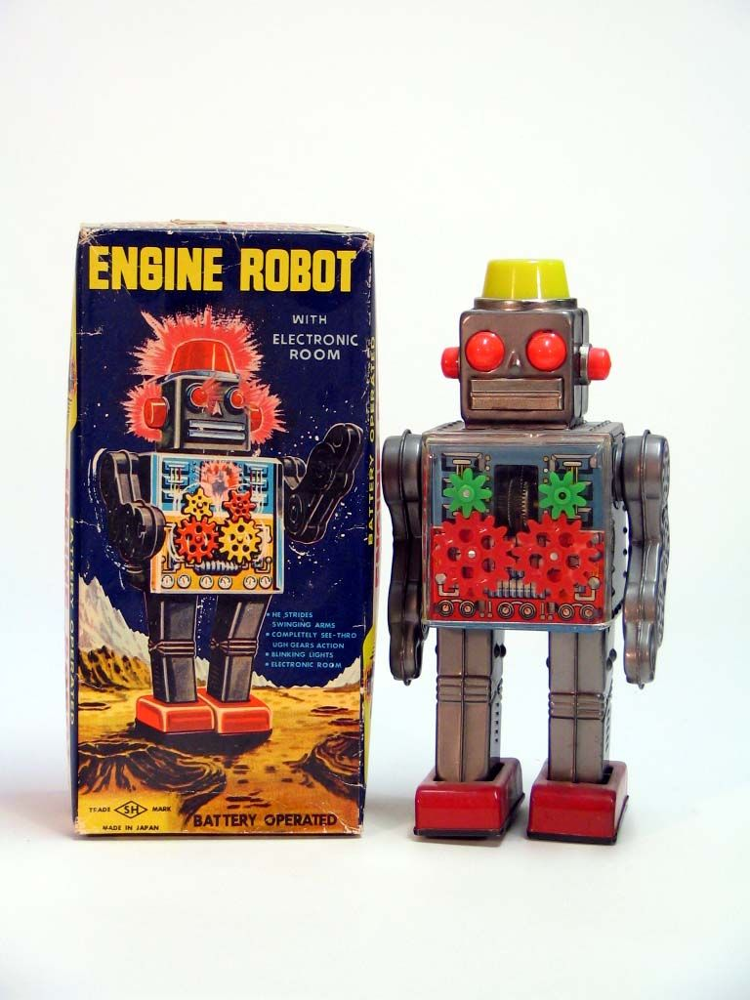 ENGINE ROBOT
WITH
ELECTRONIC
ROOM
BATTERY OPERATED
• HE STRIDES
SWINGING ARMS
• COMPLETELY SEE-THRO
UGH GEARS ACTION
• BLINKING LIGHTS
• ELECTRONIC ROOM
TRADE SH MARK
MADE IN JAPAN
BATTERY OPERATED